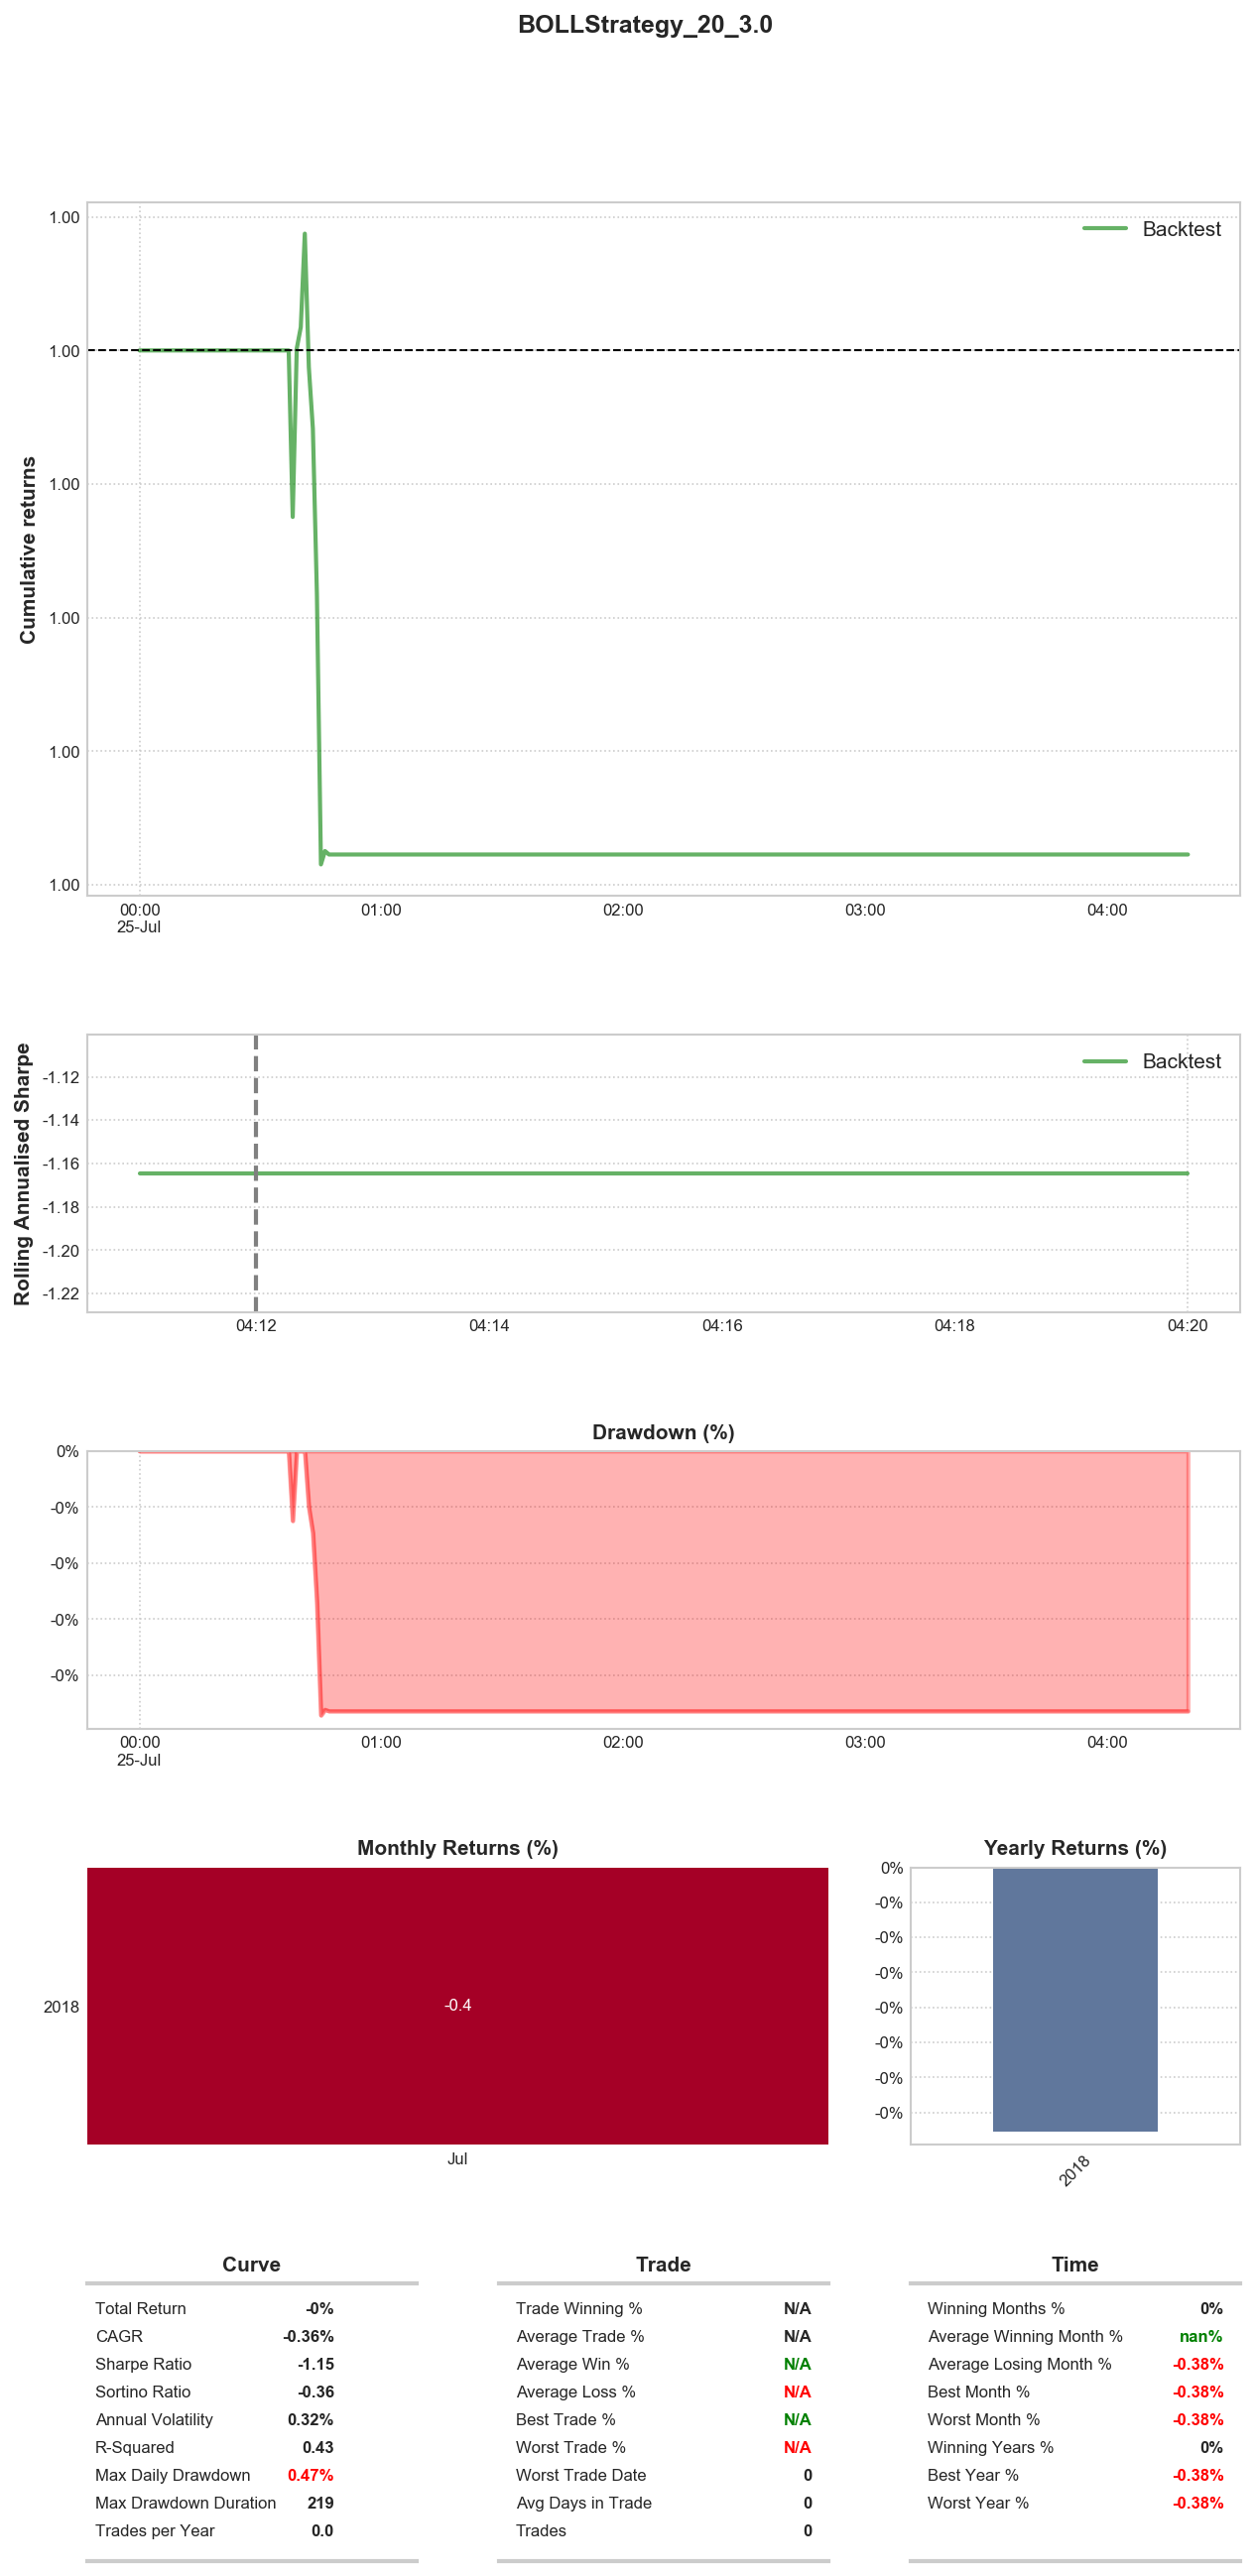 BOLLStrategy_20_3.0
Cumulative returns
1.00
1.00
1.00
1.00
1.00
1.00
Backtest
00:00
25-Jul
01:00
02:00
03:00
04:00
Rolling Annualised Sharpe
-1.12
-1.14
-1.16
-1.18
-1.20
-1.22
Backtest
04:12
04:14
04:16
04:18
04:20
Drawdown (%)
0%
-0%
-0%
-0%
-0%
00:00
25-Jul
01:00
02:00
03:00
04:00
Monthly Returns (%)
2018
-0.4
Jul
Yearly Returns (%)
0%
-0%
-0%
-0%
-0%
-0%
-0%
-0%
2018
Curve
Total Return -0%
CAGR -0.36%
Sharpe Ratio -1.15
Sortino Ratio -0.36
Annual Volatility 0.32%
R-Squared 0.43
Max Daily Drawdown 0.47%
Max Drawdown Duration 219
Trades per Year 0.0
Trade
Trade Winning % N/A
Average Trade % N/A
Average Win % N/A
Average Loss % N/A
Best Trade % N/A
Worst Trade % N/A
Worst Trade Date 0
Avg Days in Trade 0
Trades 0
Time
Winning Months % 0%
Average Winning Month % nan%
Average Losing Month % -0.38%
Best Month % -0.38%
Worst Month % -0.38%
Winning Years % 0%
Best Year % -0.38%
Worst Year % -0.38%